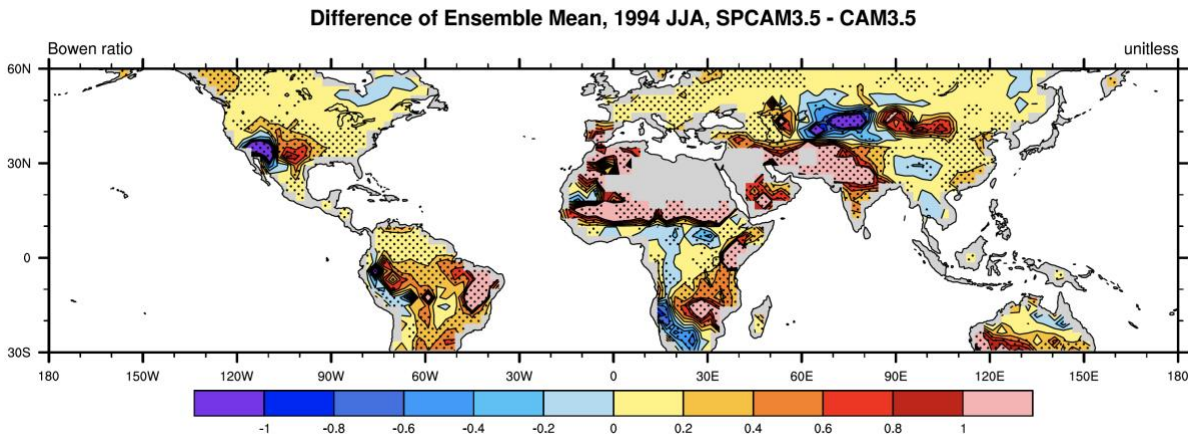 Difference of Ensemble Mean, 1994 JJA, SPCAM3.5 - CAM3.5
Bowen ratio unitless
60N
30N
0
30S
180 150W 120W 90W 60W 30W 0 30E 60E 90E 120E 150E 180
-1 -0.8 -0.6 -0.4 -0.2 0 0.2 0.4 0.6 0.8 1